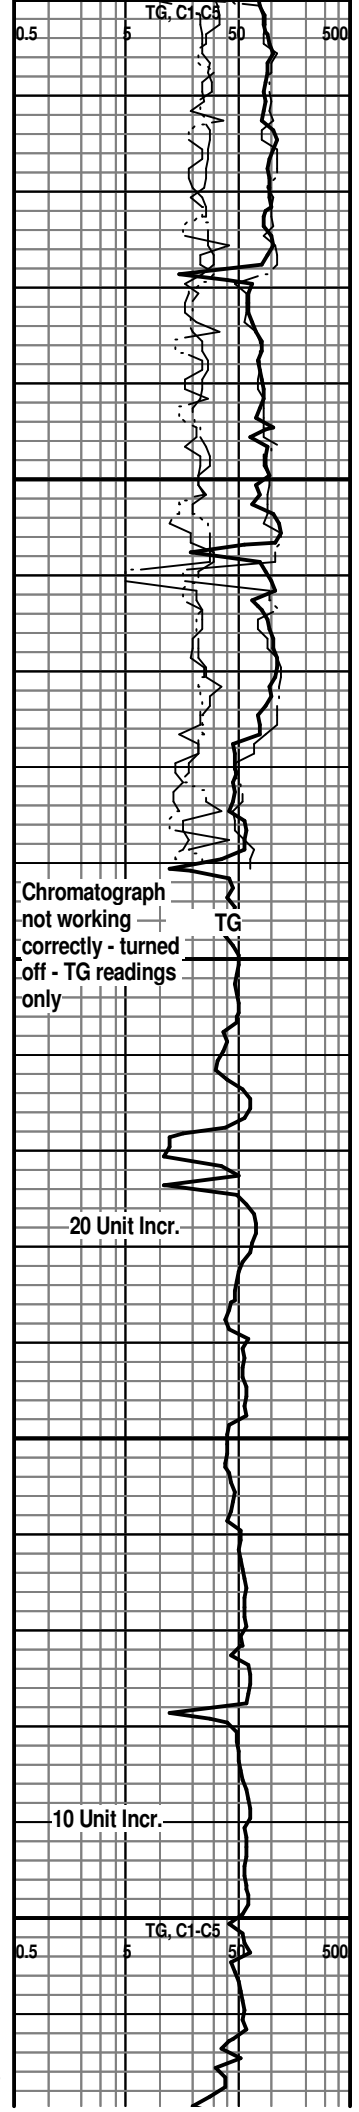 TG, C1-C5
0.5 5 50 500
Chromatograph
not working
correctly - turned
off - TG readings
only
TG
20 Unit Incr.
10 Unit Incr.
TG, C1-C5
0.5 5 50 500